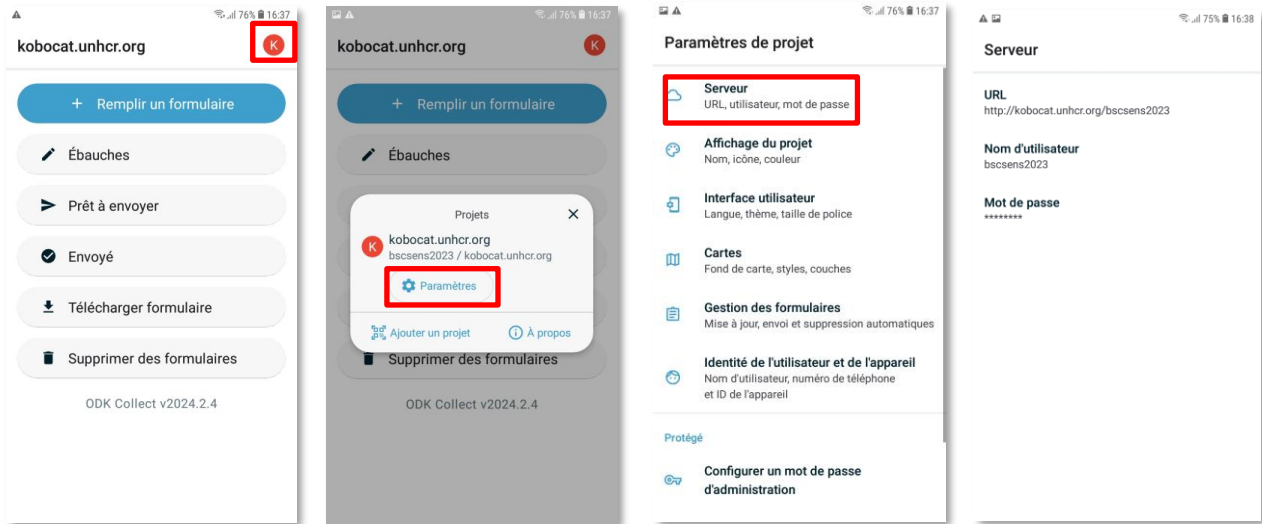 76% 16:37
kobocat.unhcr.org
K
+ Remplir un formulaire
Ébauches
Prêt à envoyer
Envoyé
Télécharger formulaire
Supprimer des formulaires
ODK Collect v2024.2.4
76% 16:37
kobocat.unhcr.org
K
+ Remplir un formulaire
Ébauches
Projets
K
kobocat.unhcr.org
bscsens2023 / kobocat.unhcr.org
Paramètres
Ajouter un projet
À propos
Supprimer des formulaires
ODK Collect v2024.2.4
76% 16:37
Paramètres de projet
Serveur
URL, utilisateur, mot de passe
Affichage du projet
Nom, icône, couleur
Interface utilisateur
Langue, thème, taille de police
Cartes
Fond de carte, styles, couches
Gestion des formulaires
Mise à jour, envoi et suppression automatiques
Identité de l'utilisateur et de l'appareil
Nom d'utilisateur, numéro de téléphone
et ID de l'appareil
Protégé
Configurer un mot de passe
d'administration
75% 16:38
Serveur
URL
http://kobocat.unhcr.org/bscsens2023
Nom d'utilisateur
bscsens2023
Mot de passe
********